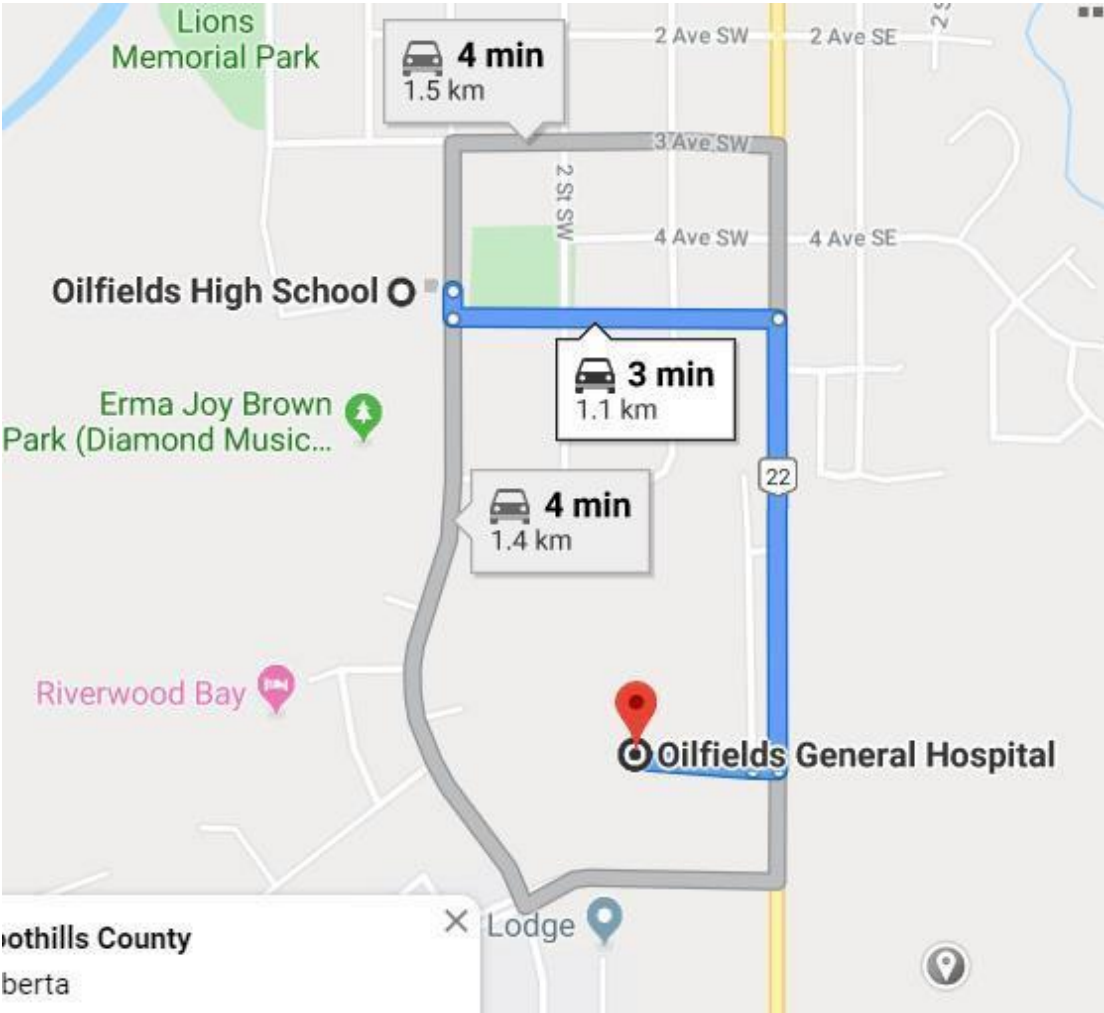 Lions
Memorial Park
4 min
1.5 km
2 Ave SW
2 Ave SE
2 S
3 Ave SW
2 St SW
4 Ave SW
4 Ave SE
Oilfields High School
3 min
1.1 km
Erma Joy Brown
Park (Diamond Music...
22
4 min
1.4 km
Riverwood Bay
Oilfields General Hospital
Lodge
oothills County
berta